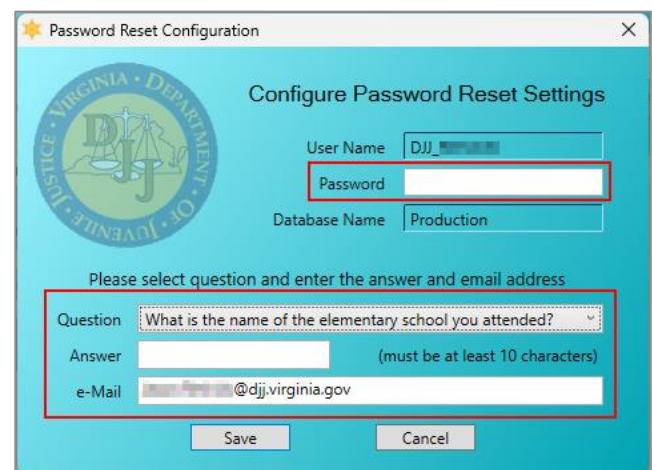 Password Reset Configuration
VIRGINIA • DEPARTMENT • OF JUVENILE • JUSTICE •
DJJ
Configure Password Reset Settings
User Name DJJ_
Password
Database Name Production
Please select question and enter the answer and email address
Question What is the name of the elementary school you attended?
Answer (must be at least 10 characters)
e-Mail @djj.virginia.gov
Save Cancel